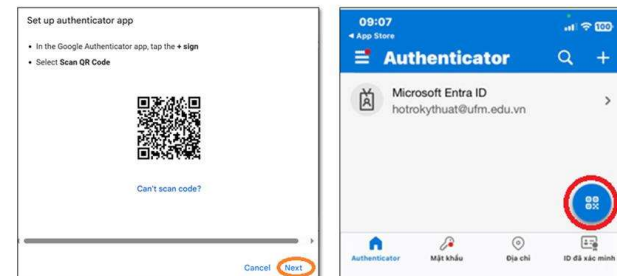 Set up authenticator app
• In the Google Authenticator app, tap the + sign
• Select Scan QR Code
Can't scan code?
Cancel Next
09:07
◄ App Store
100
Authenticator
Microsoft Entra ID
hotrokythuat@ufm.edu.vn
Authenticator Mật khẩu Địa chỉ ID đã xác minh